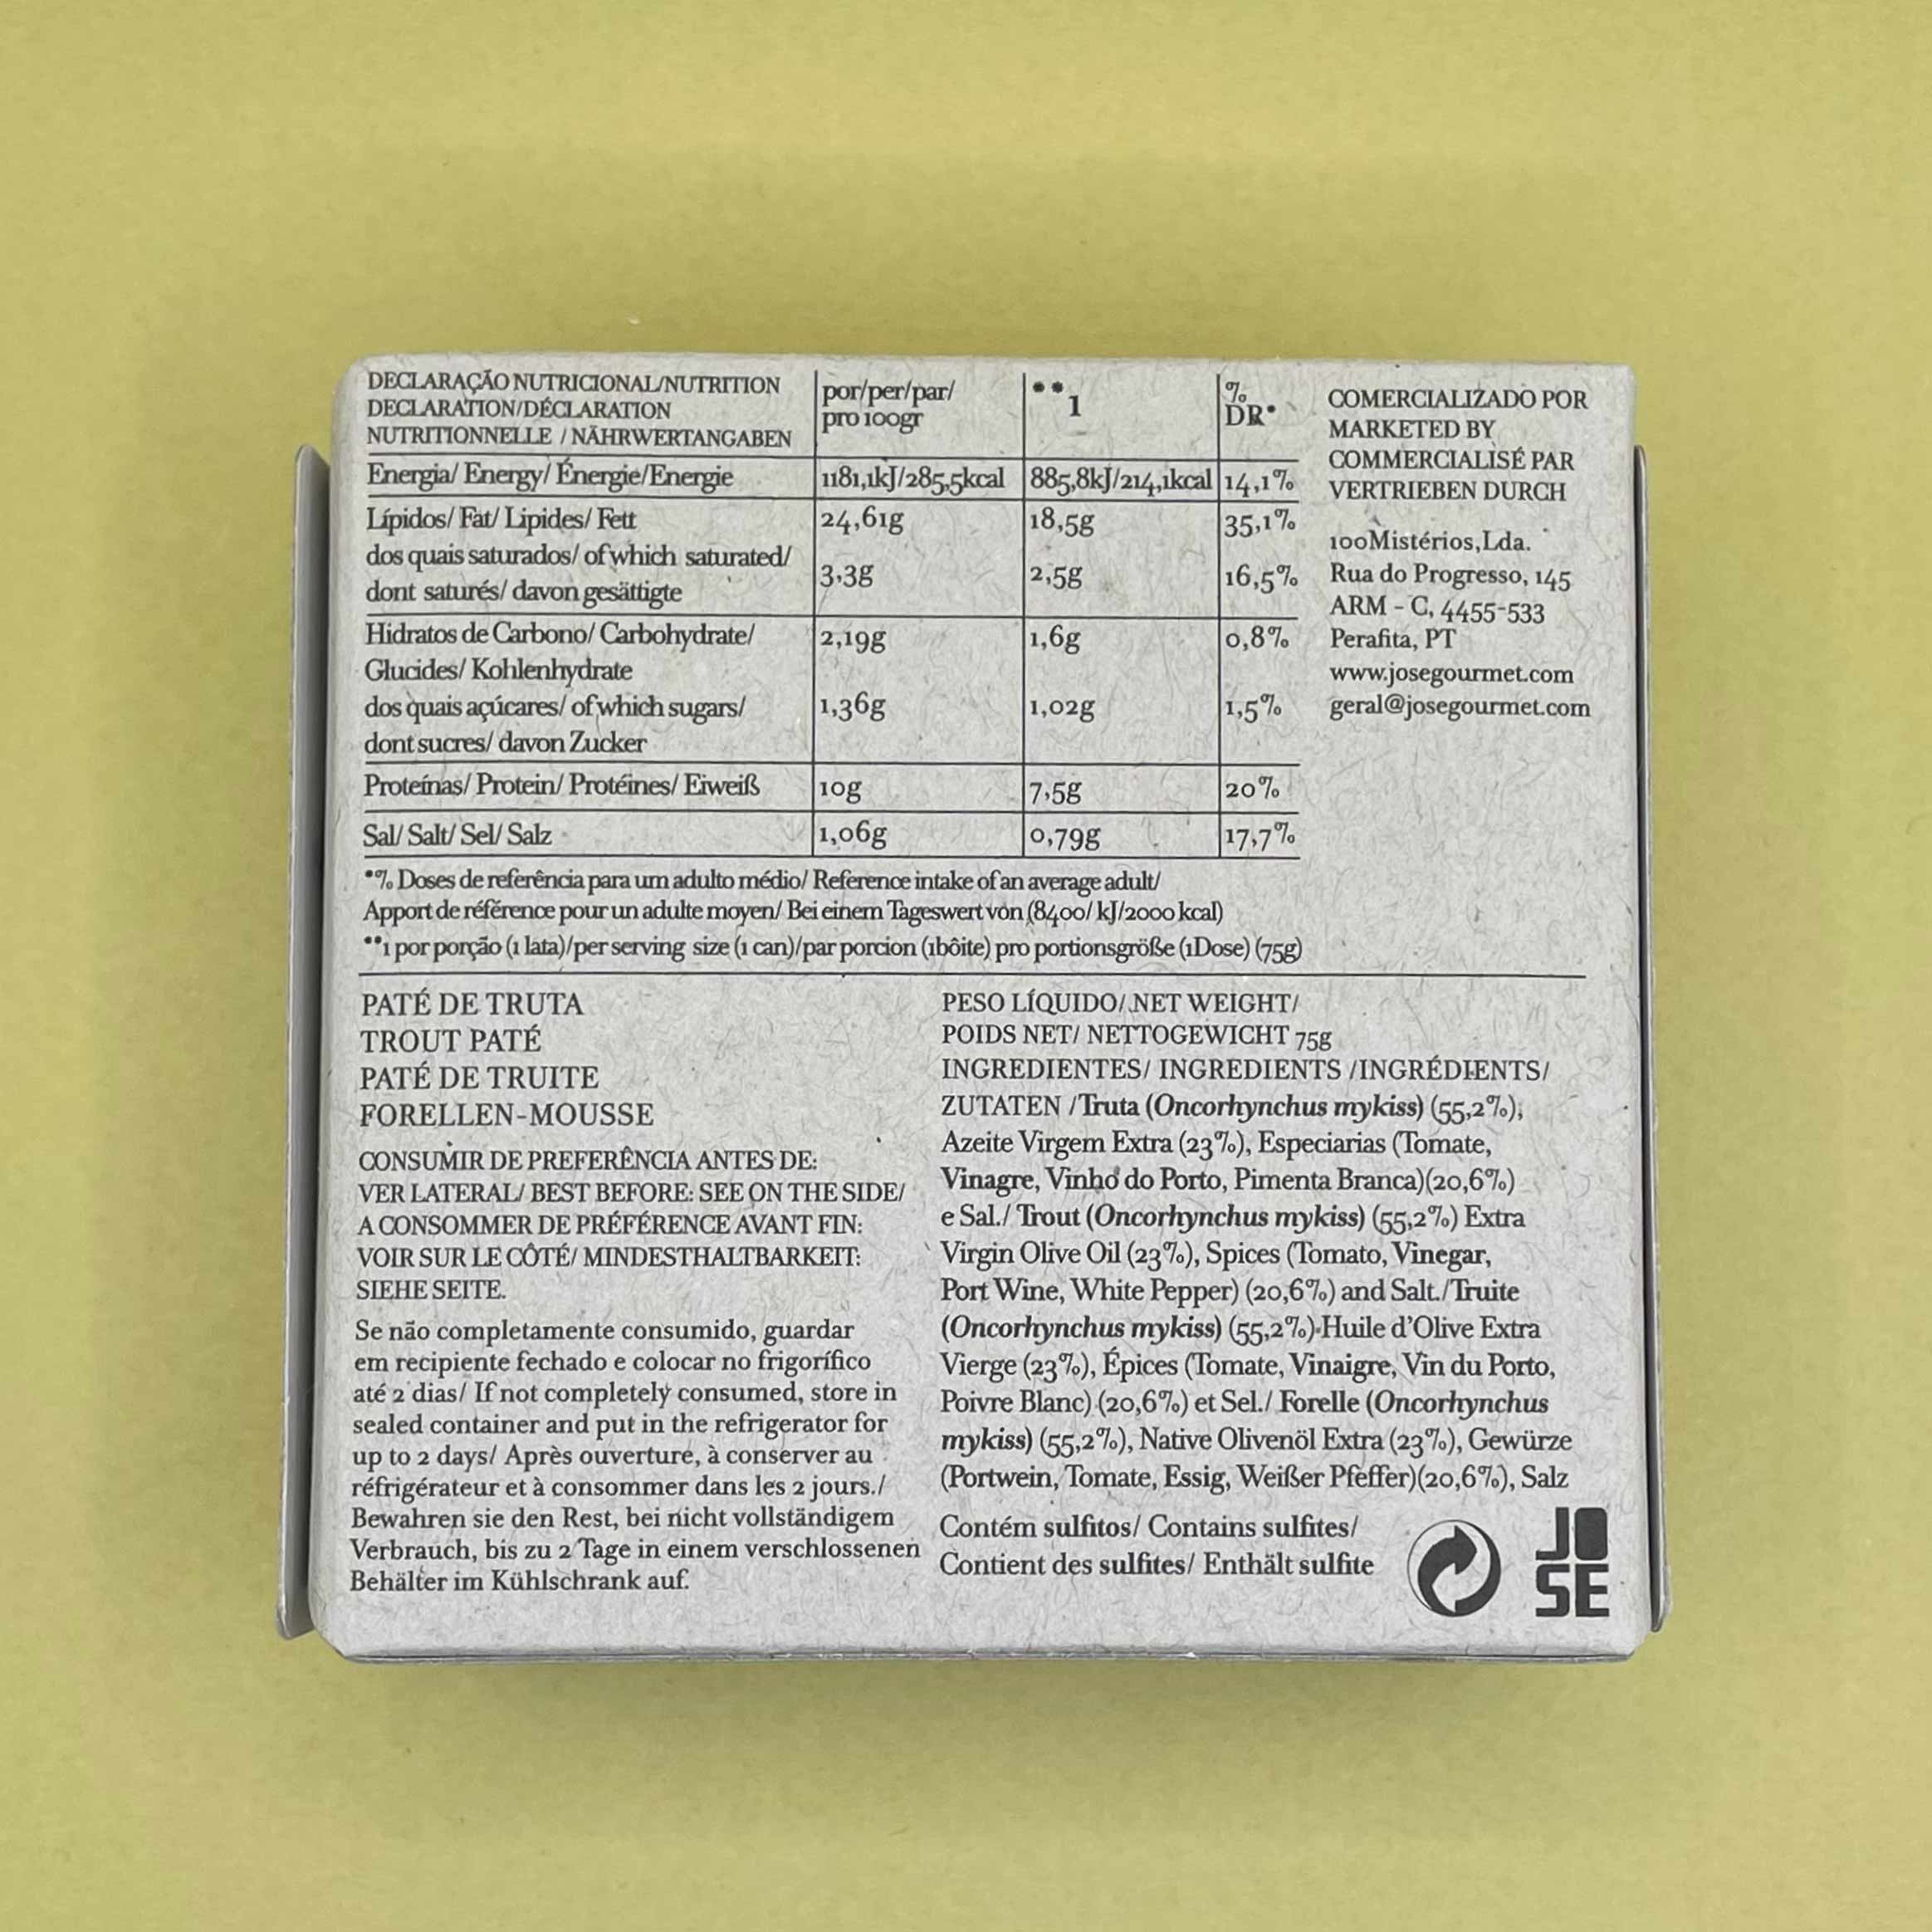 DECLARAÇÃO NUTRICIONAL/NUTRITION
DECLARATION/DÉCLARATION
NUTRITIONNELLE / NÄHRWERTANGABEN
por/per/par/
pro 100gr
**1
%
DR*
Energia/ Energy/ Énergie/Energie 1181,1kJ/285,5kcal 885,8kJ/214,1kcal 14,1%
Lípidos/ Fat/ Lipides/ Fett 24,61g 18,5g 35,1%
dos quais saturados/ of which saturated/
dont saturés/ davon gesättigte 3,3g 2,5g 16,5%
Hidratos de Carbono/ Carbohydrate/ 2,19g 1,6g 0,8%
Glucides/ Kohlenhydrate
dos quais açúcares/ of which sugars/ 1,36g 1,02g 1,5%
dont sucres/ davon Zucker
Proteínas/ Protein/ Protéines/ Eiweiß 10g 7,5g 20%
Sal/ Salt/ Sel/ Salz 1,06g 0,79g 17,7%
*% Doses de referência para um adulto médio/ Reference intake of an average adult/
Apport de référence pour un adulte moyen/ Bei einem Tageswert von (8400/ kJ/2000 kcal)
**1 por porção (1 lata)/per serving size (1 can)/par porcion (1bôite) pro portionsgröße (1Dose) (75g)
COMERCIALIZADO POR
MARKETED BY
COMMERCIALISÉ PAR
VERTRIEBEN DURCH
100Mistérios,Lda.
Rua do Progresso, 145
ARM - C, 4455-533
Perafita, PT
www.josegourmet.com
geral@josegourmet.com
PATÉ DE TRUTA
TROUT PATÉ
PATÉ DE TRUITE
FORELLEN-MOUSSE
CONSUMIR DE PREFERÊNCIA ANTES DE:
VER LATERAL/ BEST BEFORE: SEE ON THE SIDE/
A CONSOMMER DE PRÉFÉRENCE AVANT FIN:
VOIR SUR LE CÔTÉ/ MINDESTHALTBARKEIT:
SIEHE SEITE.
Se não completamente consumido, guardar
em recipiente fechado e colocar no frigorífico
até 2 dias/ If not completely consumed, store in
sealed container and put in the refrigerator for
up to 2 days/ Après ouverture, à conserver au
réfrigérateur et à consommer dans les 2 jours./
Bewahren sie den Rest, bei nicht vollständigem
Verbrauch, bis zu 2 Tage in einem verschlossenen
Behälter im Kühlschrank auf.
PESO LÍQUIDO/ NET WEIGHT/
POIDS NET/ NETTOGEWICHT 75g
INGREDIENTES/ INGREDIENTS /INGRÉDIENTS/
ZUTATEN /Truta (Oncorhynchus mykiss) (55,2%),
Azeite Virgem Extra (23%), Especiarias (Tomate,
Vinagre, Vinho do Porto, Pimenta Branca)(20,6%)
e Sal./ Trout (Oncorhynchus mykiss) (55,2%) Extra
Virgin Olive Oil (23%), Spices (Tomato, Vinegar,
Port Wine, White Pepper) (20,6%) and Salt./Truite
(Oncorhynchus mykiss) (55,2%)·Huile d'Olive Extra
Vierge (23%), Épices (Tomate, Vinaigre, Vin du Porto,
Poivre Blanc) (20,6%) et Sel./ Forelle (Oncorhynchus
mykiss) (55,2%), Native Olivenöl Extra (23%), Gewürze
(Portwein, Tomate, Essig, Weißer Pfeffer)(20,6%), Salz
Contém sulfitos/ Contains sulfites/
Contient des sulfites/ Enthält sulfite
JO
SE